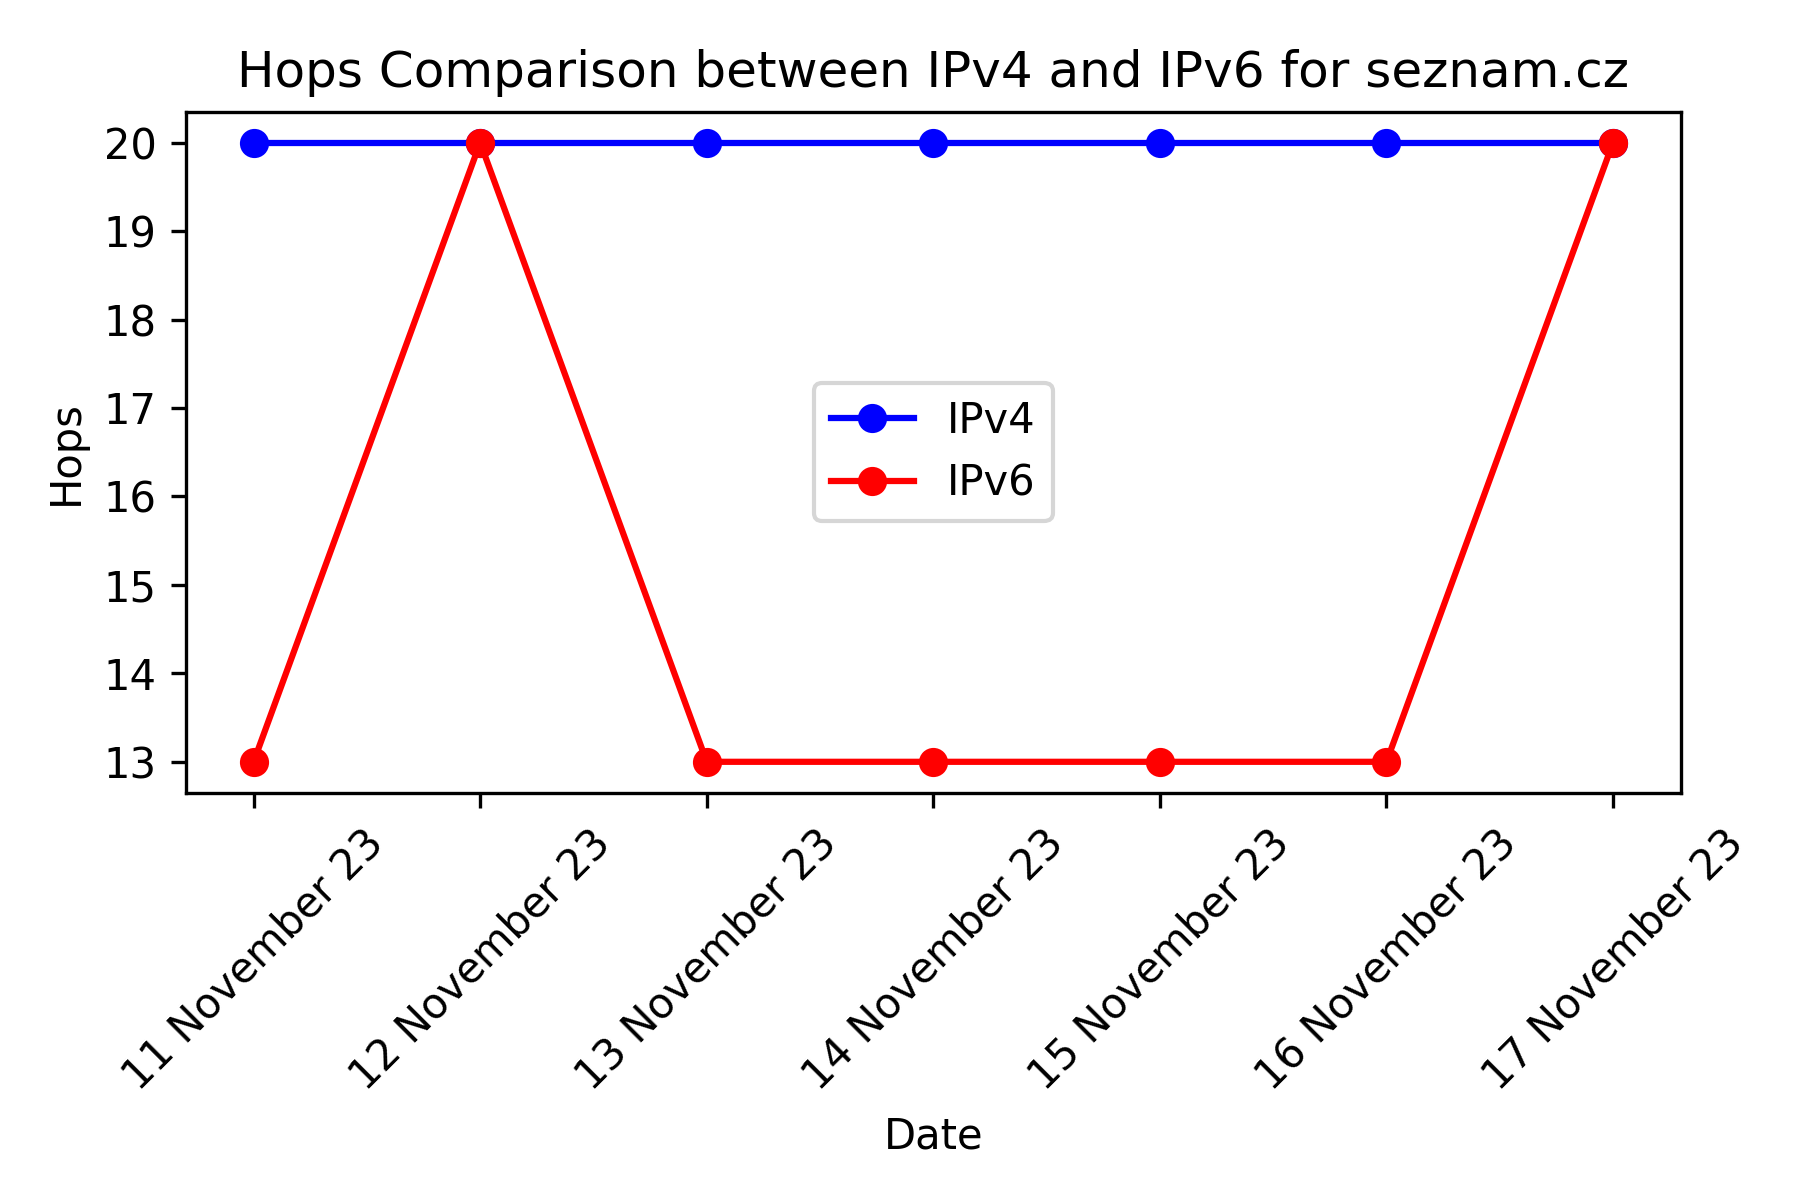 Hops Comparison between IPv4 and IPv6 for seznam.cz
Hops
20
19
18
17
16
15
14
13
IPv4
IPv6
11 November 23
12 November 23
13 November 23
14 November 23
15 November 23
16 November 23
17 November 23
Date